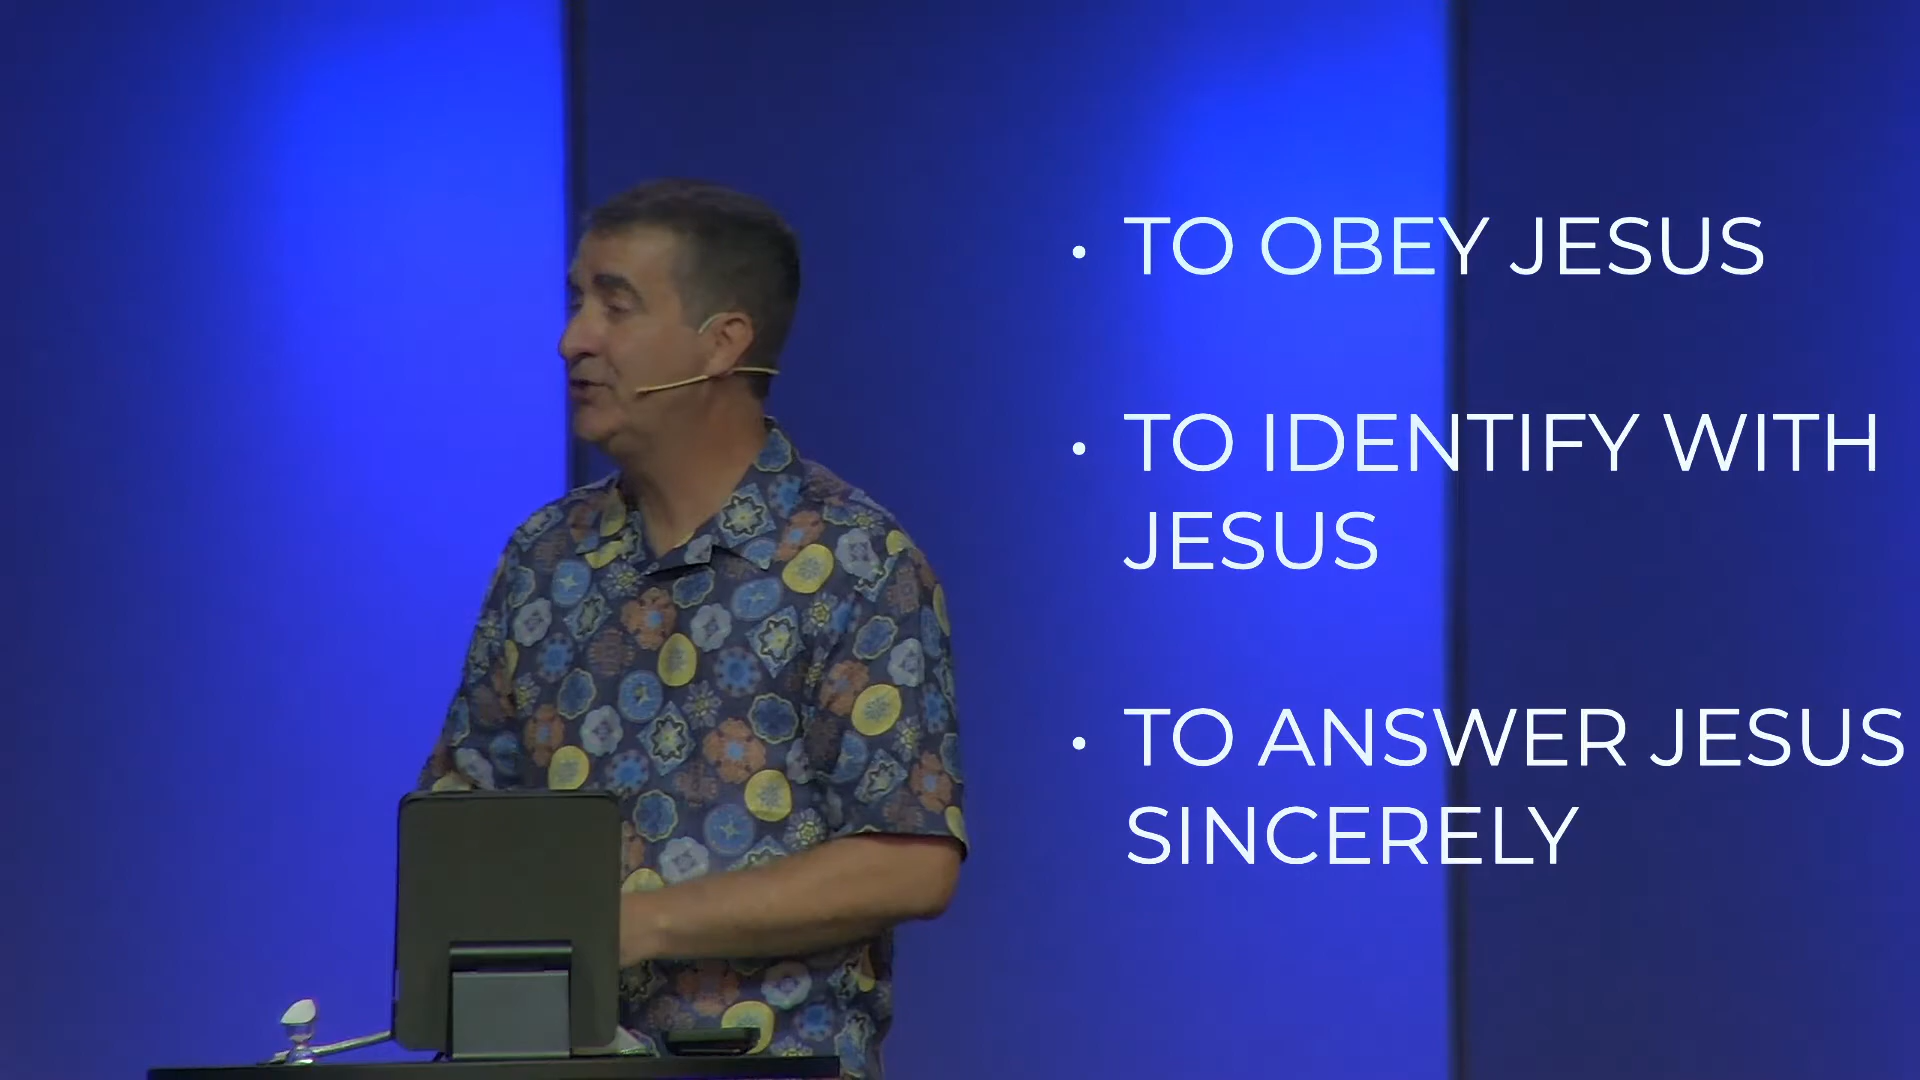 • TO OBEY JESUS
• TO IDENTIFY WITH
JESUS
• TO ANSWER JESUS
SINCERELY